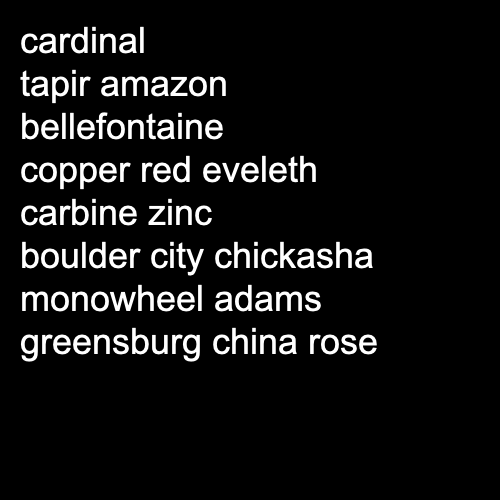 cardinal
tapir amazon
bellefontaine
copper red eveleth
carbine zinc
boulder city chickasha
monowheel adams
greensburg china rose